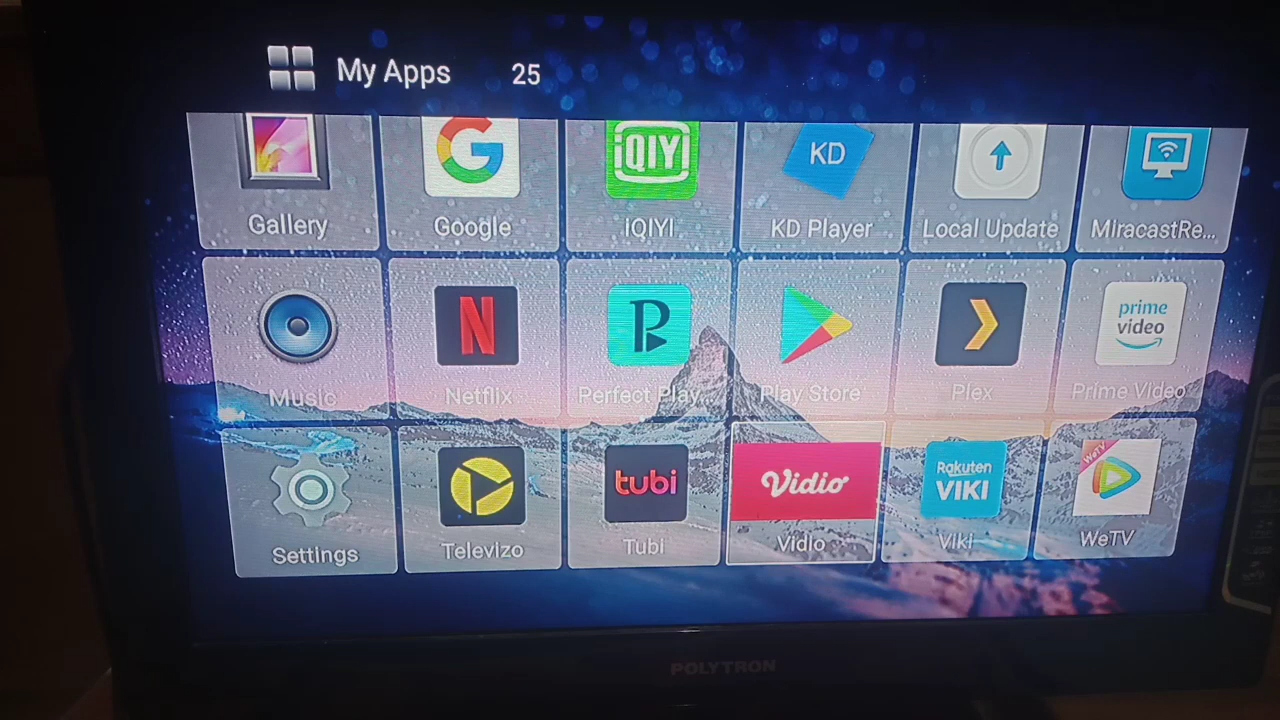 My Apps 25
iQIYI KD
Gallery Google iQIYI KD Player Local Update MiracastRe...
prime video
Music Netflix Perfect Play... Play Store Plex Prime Video
tubi Vidio Rakuten VIKI WeTV
Settings Televizo Tubi Vidio Viki WeTV
POLYTRON